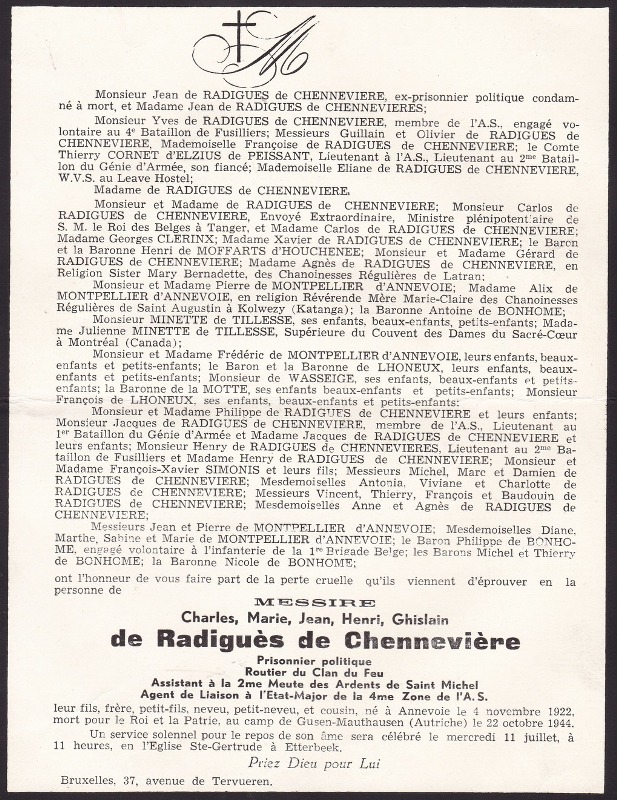 M
Monsieur Jean de RADIGUES de CHENNEVIERE, ex-prisonnier politique condam-
né à mort, et Madame Jean de RADIGUES de CHENNEVIERES;
Monsieur Yves de RADIGUES de CHENNEVIERE, membre de l'A.S., engagé vo-
lontaire au 4e Bataillon de Fusilliers; Messieurs Guillain et Olivier de RADIGUES de
CHENNEVIERE, Mademoiselle Françoise de RADIGUES de CHENNEVIERE; le Comte
Thierry CORNET d'ELZIUS de PEISSANT, Lieutenant à l'A.S., Lieutenant au 2me Batail-
lon du Génie d'Armée, son fiancé; Mademoiselle Eliane de RADIGUES de CHENNEVIERE,
W.V.S. au Leave Hostel;
Madame de RADIGUES de CHENNEVIERE,
Monsieur et Madame de RADIGUES de CHENNEVIERE; Monsieur Carlos de
RADIGUES de CHENNEVIERE, Envoyé Extraordinaire, Ministre plénipotentiaire de
S. M. le Roi des Belges à Tanger, et Madame Carlos de RADIGUES de CHENNEVIERE;
Madame Georges CLERINX; Madame Xavier de RADIGUES de CHENNEVIERE; le Baron
et la Baronne Henri de MOFFARTS d'HOUCHENEE; Monsieur et Madame Gérard de
RADIGUES de CHENNEVIERE; Madame Agnès de RADIGUES de CHENNEVIERE, en
Religion Sister Mary Bernadette, des Chanoinesses Régulières de Latran;
Monsieur et Madame Pierre de MONTPELLIER d'ANNEVOIE; Madame Alix de
MONTPELLIER d'ANNEVOIE, en religion Révérende Mère Marie-Claire des Chanoinesses
Régulières de Saint Augustin à Kolwezy (Katanga); la Baronne Antoine de BONHOME;
Monsieur MINETTE de TILLESSE, ses enfants, beaux-enfants, petits-enfants; Mada-
me Julienne MINETTE de TILLESSE, Supérieure du Couvent des Dames du Sacré-Cœur
à Montréal (Canada);
Monsieur et Madame Frédéric de MONTPELLIER d'ANNEVOIE, leurs enfants, beaux-
enfants et petits-enfants; le Baron et la Baronne de LHONEUX, leurs enfants, beaux-
enfants et petits-enfants; Monsieur de WASSEIGE, ses enfants, beaux-enfants et petits-
enfants; la Baronne de la MOTTE, ses enfants beaux-enfants et petits-enfants; Monsieur
François de LHONEUX, ses enfants, beaux-enfants et petits-enfants:
Monsieur et Madame Philippe de RADIGUES de CHENEVIERE et leurs enfants;
Monsieur Jacques de RADIGUES de CHENNEVIERE, membre de l'A.S., Lieutenant au
1er Bataillon du Génie d'Armée et Madame Jacques de RADIGUES de CHENNEVIERE et
leurs enfants; Monsieur Henry de RADIGUES de CHENNEVIERES, Lieutenant au 2me Ba-
taillon de Fusilliers et Madame Henry de RADIGUES de CHENNEVIERE; Monsieur et
Madame François-Xavier SIMONIS et leurs fils; Messieurs Michel, Marc et Damien de
RADIGUES de CHENNEVIERE; Mesdemoiselles Antonia, Viviane et Charlotte de
RADIGUES de CHENNEVIERE; Messieurs Vincent, Thierry, François et Baudouin de
RADIGUES de CHENNEVIERE; Mesdemoiselles Anne et Agnès de RADIGUES de
CHENNEVIERE;
Messieurs Jean et Pierre de MONTPELLIER d'ANNEVOIE; Mesdemoiselles Diane,
Marthe, Sabine et Marie de MONTPELLIER d'ANNEVOIE; le Baron Philippe de BONHO-
ME, engagé volontaire à l'infanterie de la 1re Brigade Belge; les Barons Michel et Thierry
de BONHOME; la Baronne Nicole de BONHOME;
ont l'honneur de vous faire part de la perte cruelle qu'ils viennent d'éprouver en la
personne de
MESSIRE
Charles, Marie, Jean, Henri, Ghislain
de Radiguès de Chennevière
Prisonnier politique
Routier du Clan du Feu
Assistant à la 2me Meute des Ardents de Saint Michel
Agent de Liaison à l'Etat-Major de la 4me Zone de l'A.S.
leur fils, frère, petit-fils, neveu, petit-neveu, et cousin, né à Annevoie le 4 novembre 1922,
mort pour le Roi et la Patrie, au camp de Gusen-Mauthausen (Autriche) le 22 octobre 1944.
Un service solennel pour le repos de son âme sera célébré le mercredi 11 juillet, à
11 heures, en l'Eglise Ste-Gertrude à Etterbeek.
Priez Dieu pour Lui
Bruxelles, 37, avenue de Tervueren.